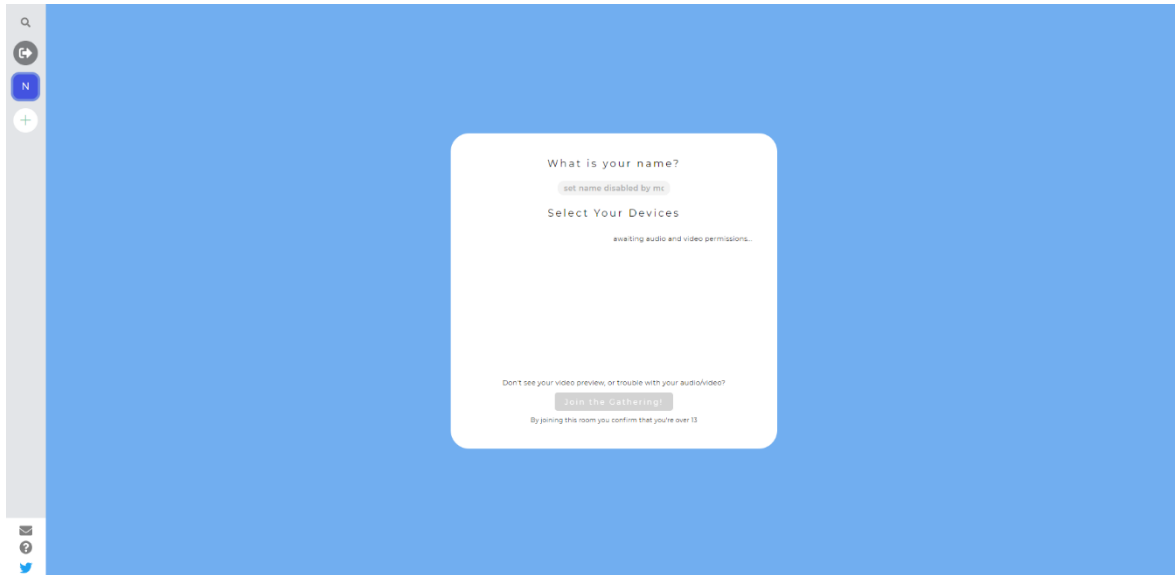 N
What is your name?
set name disabled by mc
Select Your Devices
awaiting audio and video permissions...
Don't see your video preview, or trouble with your audio/video?
Join the Gathering!
By joining this room you confirm that you're over 13